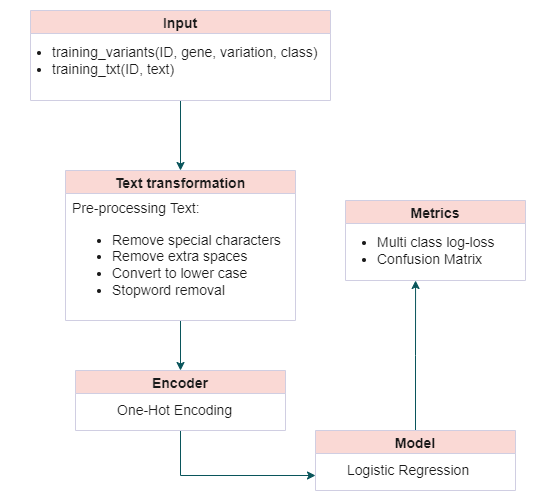 Input
• training_variants(ID, gene, variation, class)
• training_txt(ID, text)
Text transformation
Pre-processing Text:
• Remove special characters
• Remove extra spaces
• Convert to lower case
• Stopword removal
Encoder
One-Hot Encoding
Model
Logistic Regression
Metrics
• Multi class log-loss
• Confusion Matrix